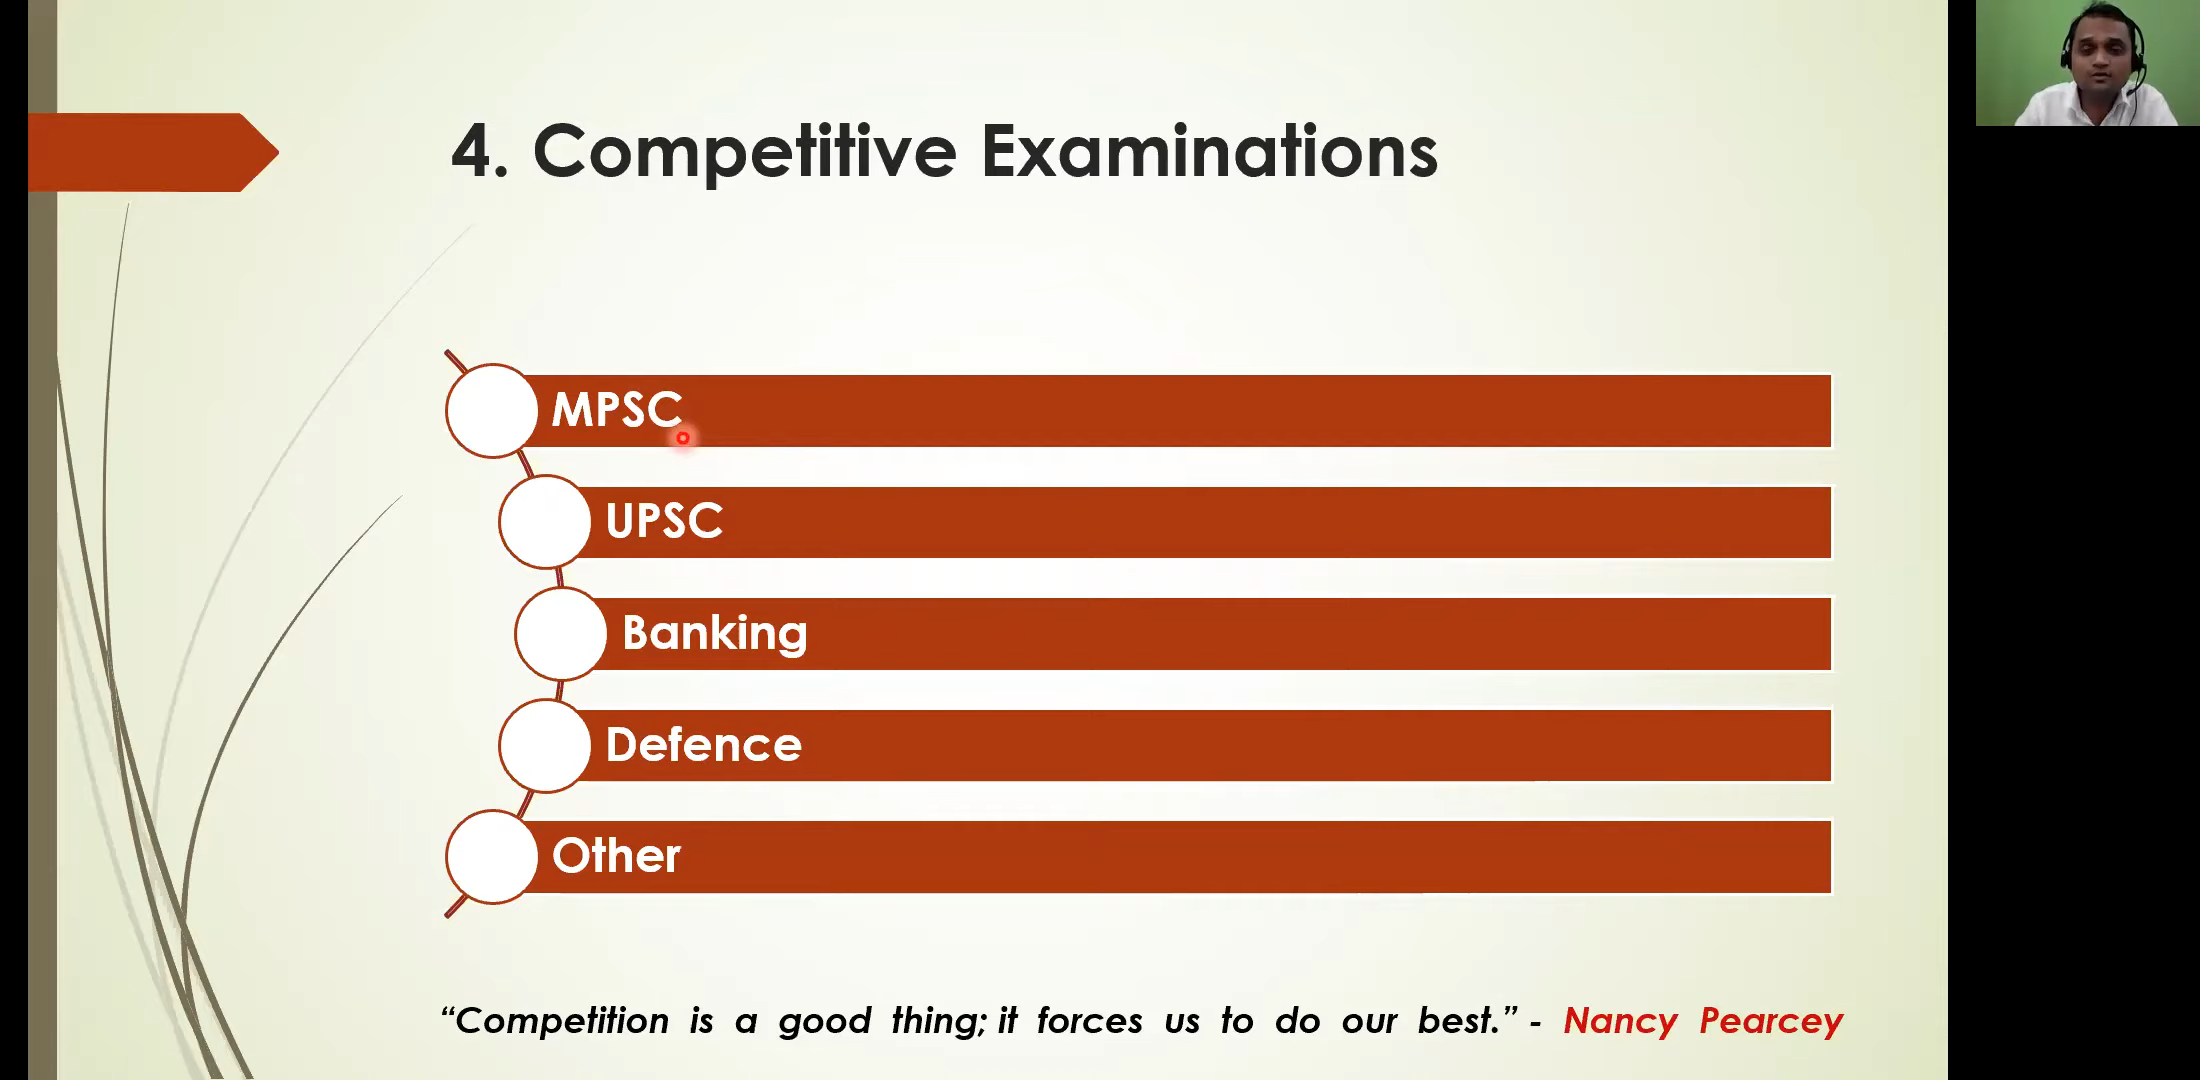 4. Competitive Examinations
MPSC
UPSC
Banking
Defence
Other
“Competition is a good thing; it forces us to do our best.” - Nancy Pearcey